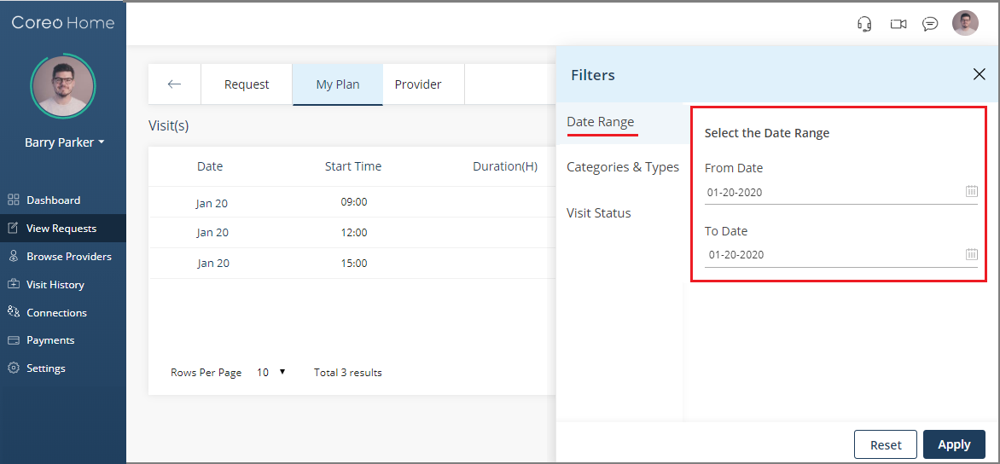 Coreo Home
Barry Parker
Dashboard
View Requests
Browse Providers
Visit History
Connections
Payments
Settings
Request
My Plan
Provider
Visit(s)
Date Start Time Duration(H)
Jan 20 09:00
Jan 20 12:00
Jan 20 15:00
Rows Per Page 10 Total 3 results
Filters
Date Range
Categories & Types
Visit Status
Select the Date Range
From Date
01-20-2020
To Date
01-20-2020
Reset Apply